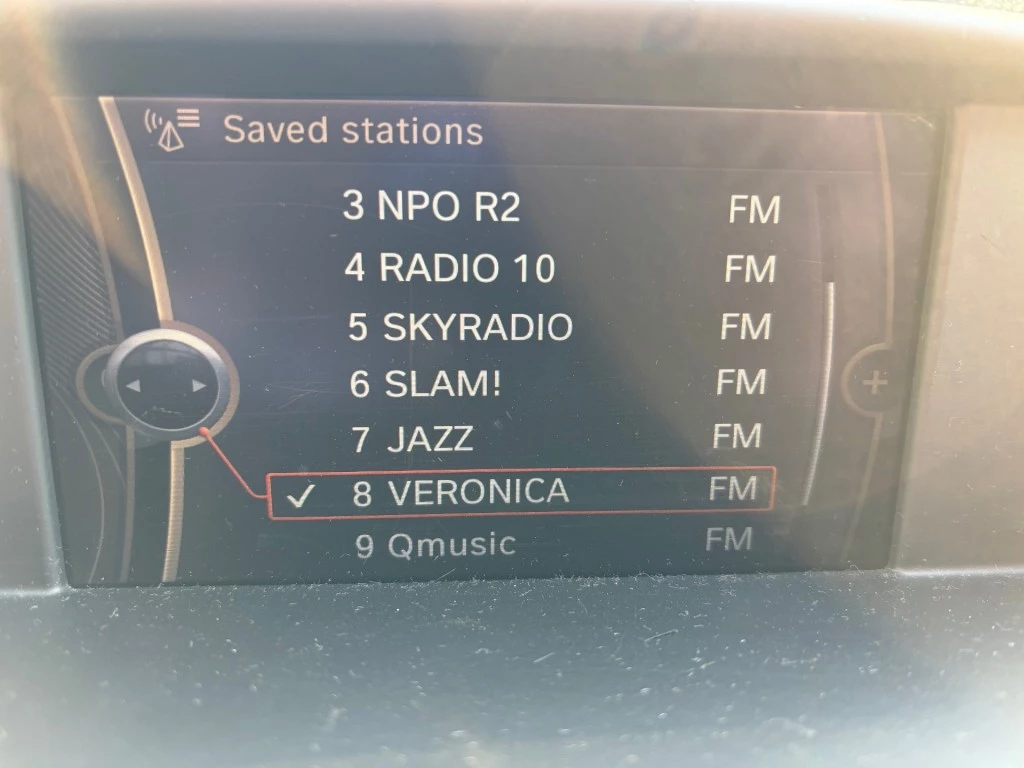 Saved stations
3 NPO R2 FM
4 RADIO 10 FM
5 SKYRADIO FM
6 SLAM! FM
7 JAZZ FM
✓ 8 VERONICA FM
9 Qmusic FM